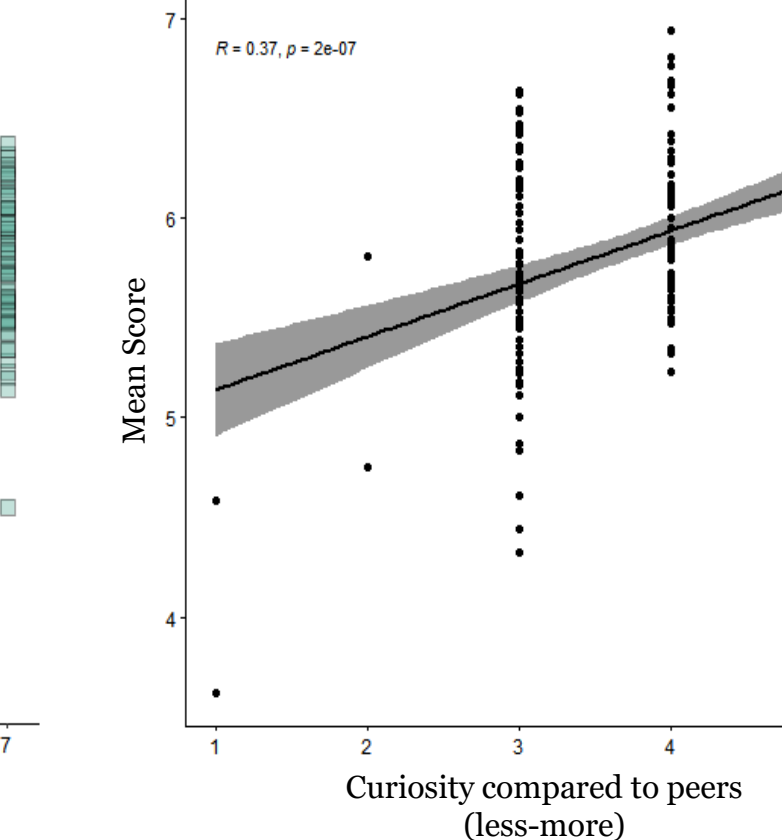 7
R = 0.37, p = 2e-07
6
5
4
Mean Score
7
1 2 3 4
Curiosity compared to peers
(less-more)